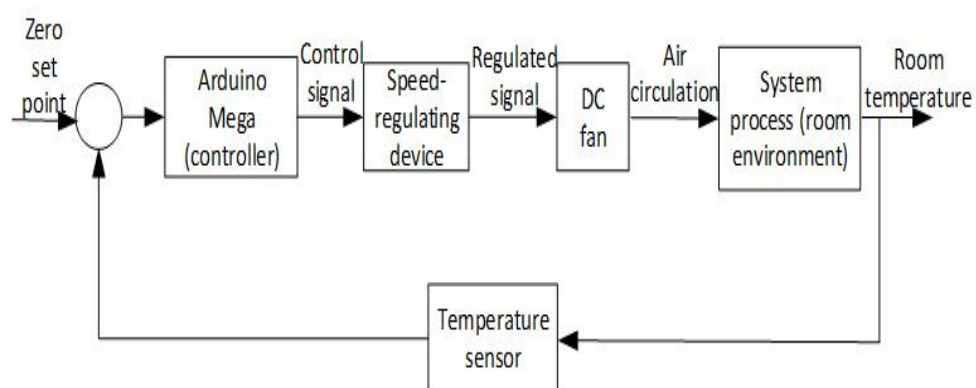 Zero
set
point
Arduino
Mega
(controller)
Control
signal
Speed-
regulating
device
Regulated
signal
DC
fan
Air
circulation
System
process (room
environment)
Room
temperature
Temperature
sensor